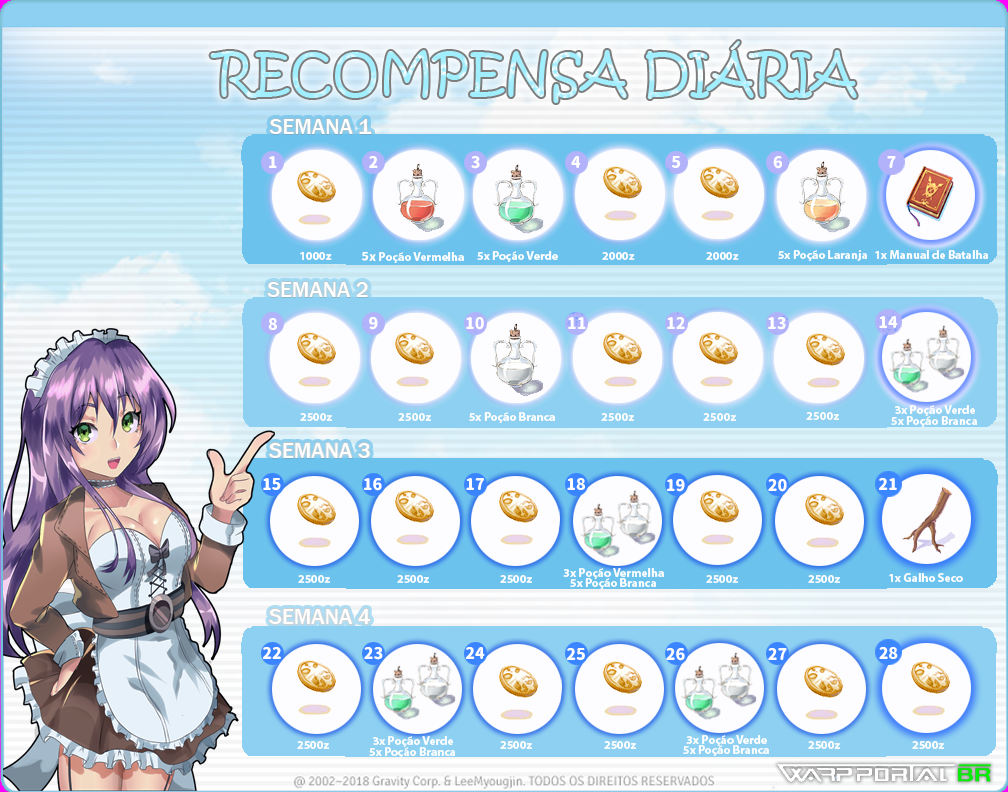 RECOMPENSA DIÁRIA
SEMANA 1
1 2 3 4 5 6 7
1000z 5x Poção Vermelha 5x Poção Verde 2000z 2000z 5x Poção Laranja 1x Manual de Batalha
SEMANA 2
8 9 10 11 12 13 14
2500z 2500z 5x Poção Branca 2500z 2500z 2500z 3x Poção Verde
5x Poção Branca
SEMANA 3
15 16 17 18 19 20 21
2500z 2500z 2500z 3x Poção Vermelha 2500z 2500z 1x Galho Seco
5x Poção Branca
SEMANA 4
22 23 24 25 26 27 28
2500z 3x Poção Verde 2500z 2500z 3x Poção Verde 2500z 2500z
5x Poção Branca 5x Poção Branca
@ 2002-2018 Gravity Corp. & LeeMyougjin. TODOS OS DIREITOS RESERVADOS
WARPPORTAL BR